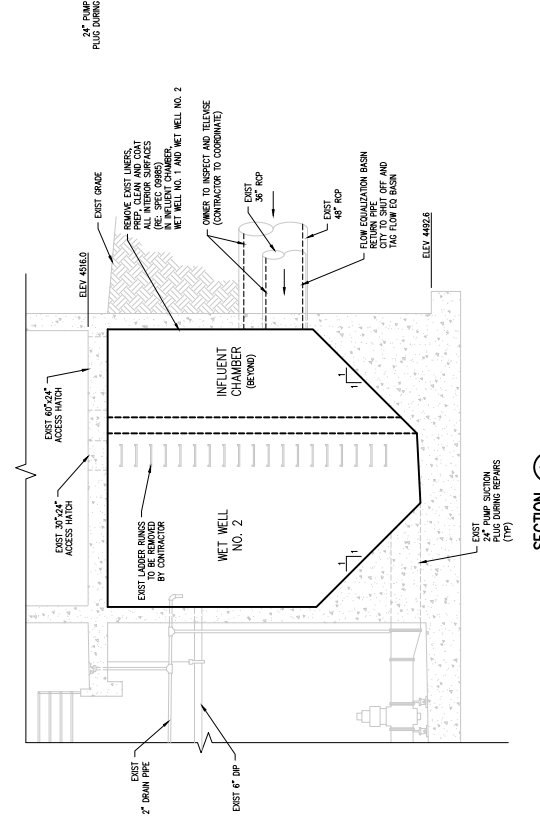 24" PUMP
PLUG DURING
EXIST GRADE
REMOVE EXIST LINERS,
PREP, CLEAN AND COAT
ALL INTERIOR SURFACES
(RE: SPEC 09985)
IN INFLUENT CHAMBER,
WET WELL NO. 1 AND WET WELL NO. 2
OWNER TO INSPECT AND TELEVISE
(CONTRACTOR TO COORDINATE)
EXIST
36" RCP
EXIST
48" RCP
FLOW EQUALIZATION BASIN
RETURN PIPE
CITY TO SHUT OFF AND
TAG FLOW EQ BASIN
ELEV 4516.0
ELEV 4492.6
EXIST 60"x24"
ACCESS HATCH
EXIST 30"x24"
ACCESS HATCH
INFLUENT
CHAMBER
(BEYOND)
1
1
EXIST LADDER RUNGS
TO BE REMOVED
BY CONTRACTOR
WET WELL
NO. 2
1
1
EXIST
24" PUMP SUCTION
PLUG DURING REPAIRS
(TYP)
EXIST
2" DRAIN PIPE
EXIST 6" DIP
SECTION